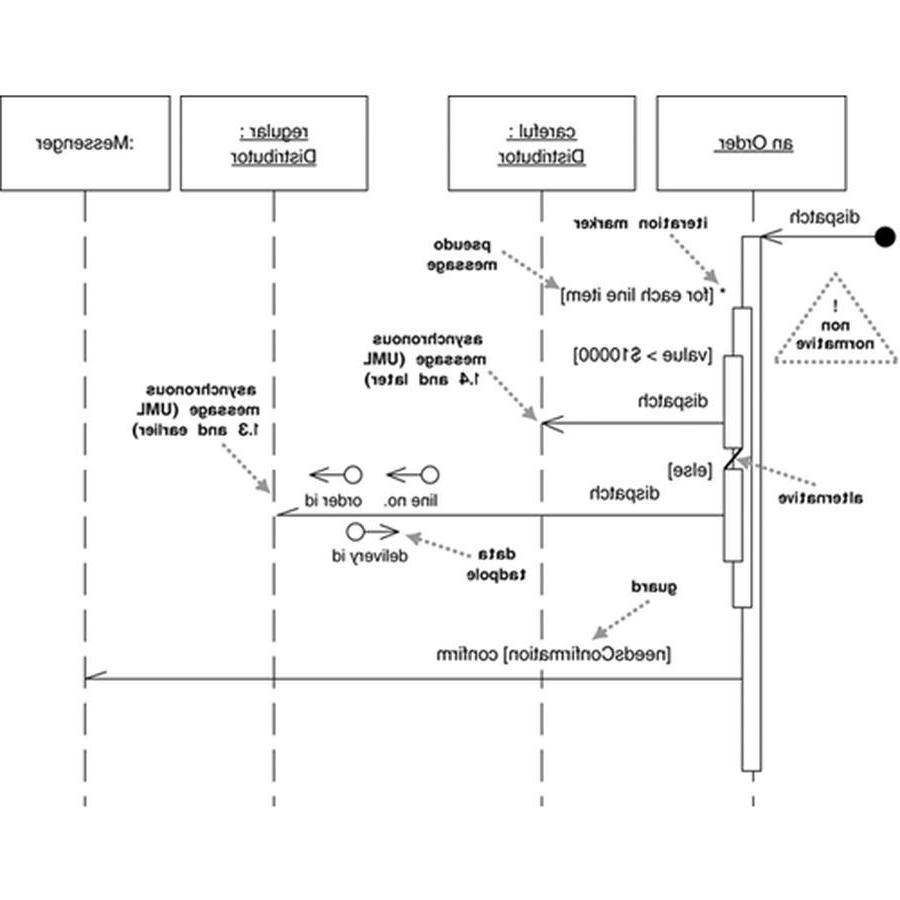 an Order
careful :
Distributor
regular :
Distributor
:Messenger
dispatch
iteration marker
pseudo
message
* [for each line item]
!
non
normative
[value > $10000]
asynchronous
message (UML
1.4 and later)
dispatch
asynchronous
message (UML
1.3 and earlier)
[else]
alternative
dispatch
line no.
order id
delivery id
data
tadpole
guard
[needsConfirmation] confirm